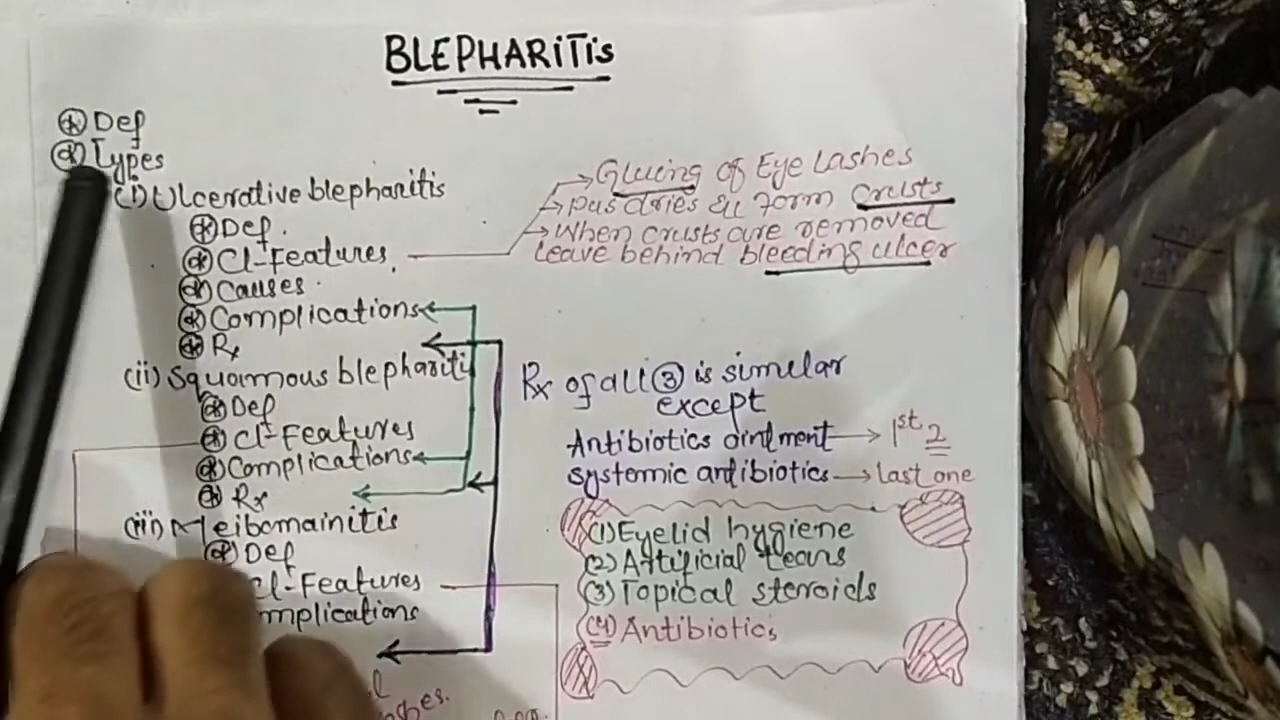 BLEPHARITIS
Def
Types
(i) Ulcerative blepharitis
Def.
Cl-Features
Causes
Complications
Rx
(ii) Squamous blephariti
Def
Cl-Features
Complications
Rx
(iii) Meibomainitis
Def
Cl-Features
mplications
shes.
→ Gluing of Eye lashes
→ Pus dries & form Crusts
→ When crusts are removed
leave behind bleeding ulcer
Rx of all ③ is similar
except
Antibiotics ointment → 1st 2
systemic antibiotics → last one
(1) Eyelid hygiene
(2) Artificial tears
(3) Topical steroids
(4) Antibiotics